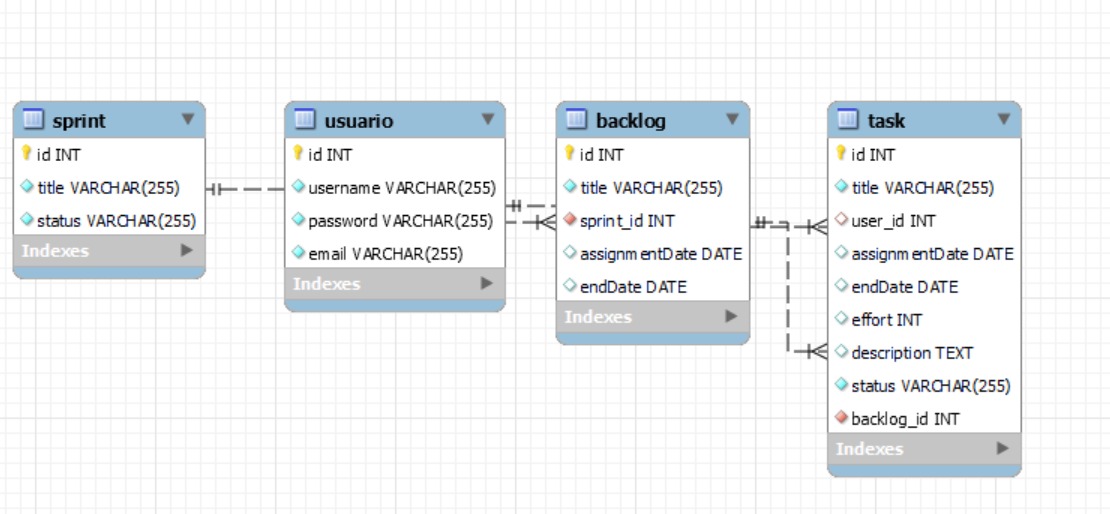 sprint
id INT
title VARCHAR(255)
status VARCHAR(255)
Indexes
usuario
id INT
username VARCHAR(255)
password VARCHAR(255)
email VARCHAR(255)
Indexes
backlog
id INT
title VARCHAR(255)
sprint_id INT
assignmentDate DATE
endDate DATE
Indexes
task
id INT
title VARCHAR(255)
user_id INT
assignmentDate DATE
endDate DATE
effort INT
description TEXT
status VARCHAR(255)
backlog_id INT
Indexes